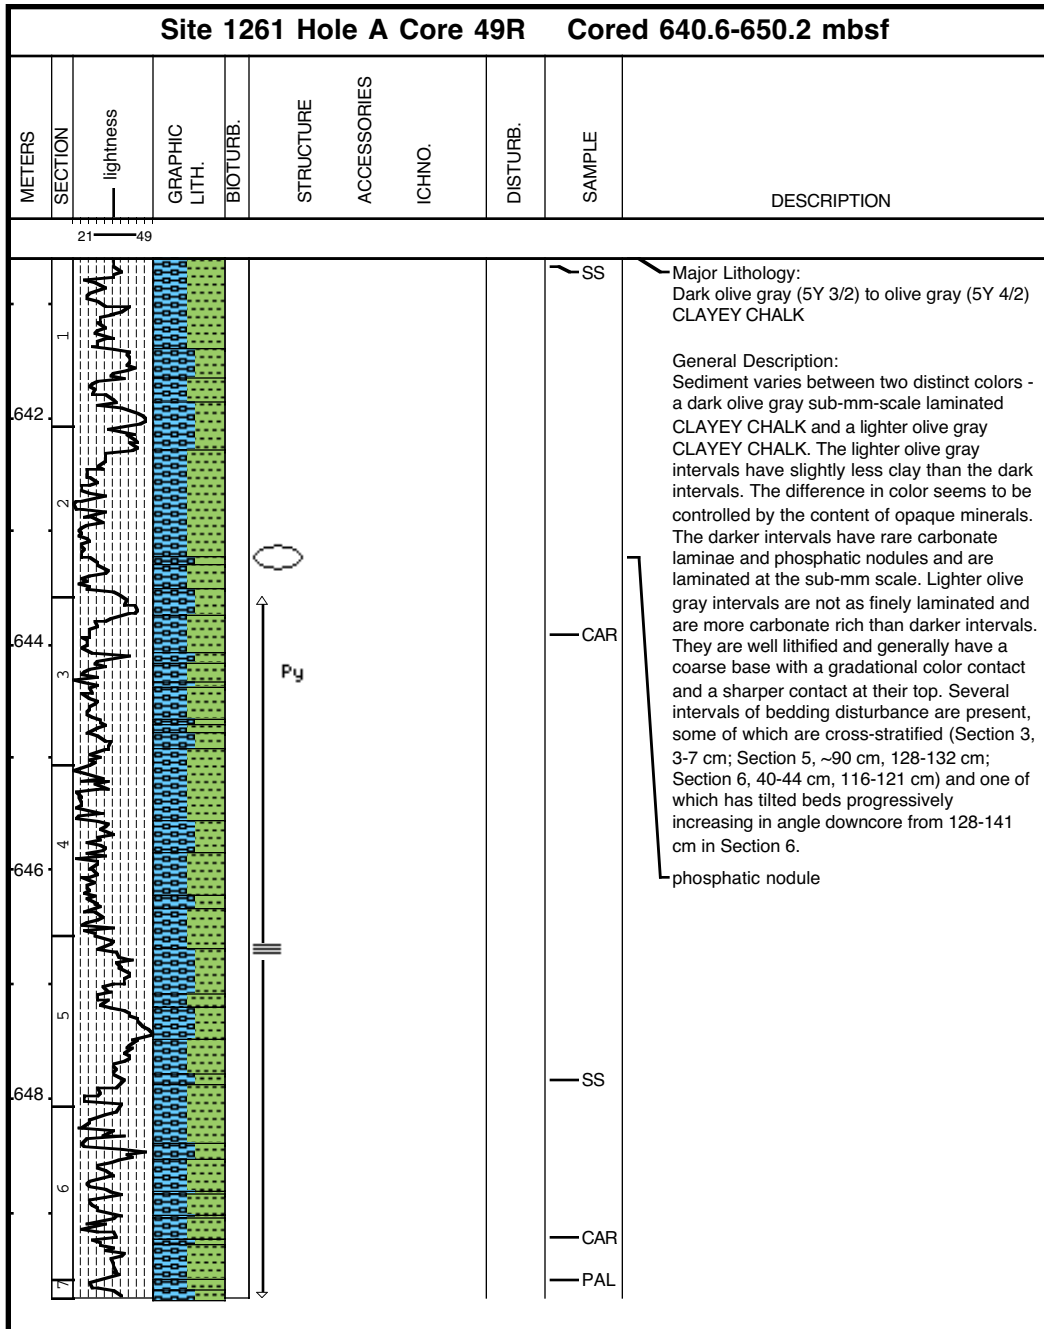 Site 1261 Hole A Core 49R    Cored 640.6-650.2 mbsf
METERS
SECTION
lightness
GRAPHIC
LITH.
BIOTURB.
STRUCTURE
ACCESSORIES
ICHNO.
DISTURB.
SAMPLE
DESCRIPTION
21 49
SS
Major Lithology:
Dark olive gray (5Y 3/2) to olive gray (5Y 4/2)
CLAYEY CHALK
General Description:
Sediment varies between two distinct colors -
a dark olive gray sub-mm-scale laminated
CLAYEY CHALK and a lighter olive gray
CLAYEY CHALK. The lighter olive gray
intervals have slightly less clay than the dark
intervals. The difference in color seems to be
controlled by the content of opaque minerals.
The darker intervals have rare carbonate
laminae and phosphatic nodules and are
laminated at the sub-mm scale. Lighter olive
gray intervals are not as finely laminated and
are more carbonate rich than darker intervals.
They are well lithified and generally have a
coarse base with a gradational color contact
and a sharper contact at their top. Several
intervals of bedding disturbance are present,
some of which are cross-stratified (Section 3,
3-7 cm; Section 5, ~90 cm, 128-132 cm;
Section 6, 40-44 cm, 116-121 cm) and one of
which has tilted beds progressively
increasing in angle downcore from 128-141
cm in Section 6.
phosphatic nodule
1
642
2
644
3
Py
CAR
4
646
5
648
SS
6
CAR
7
PAL